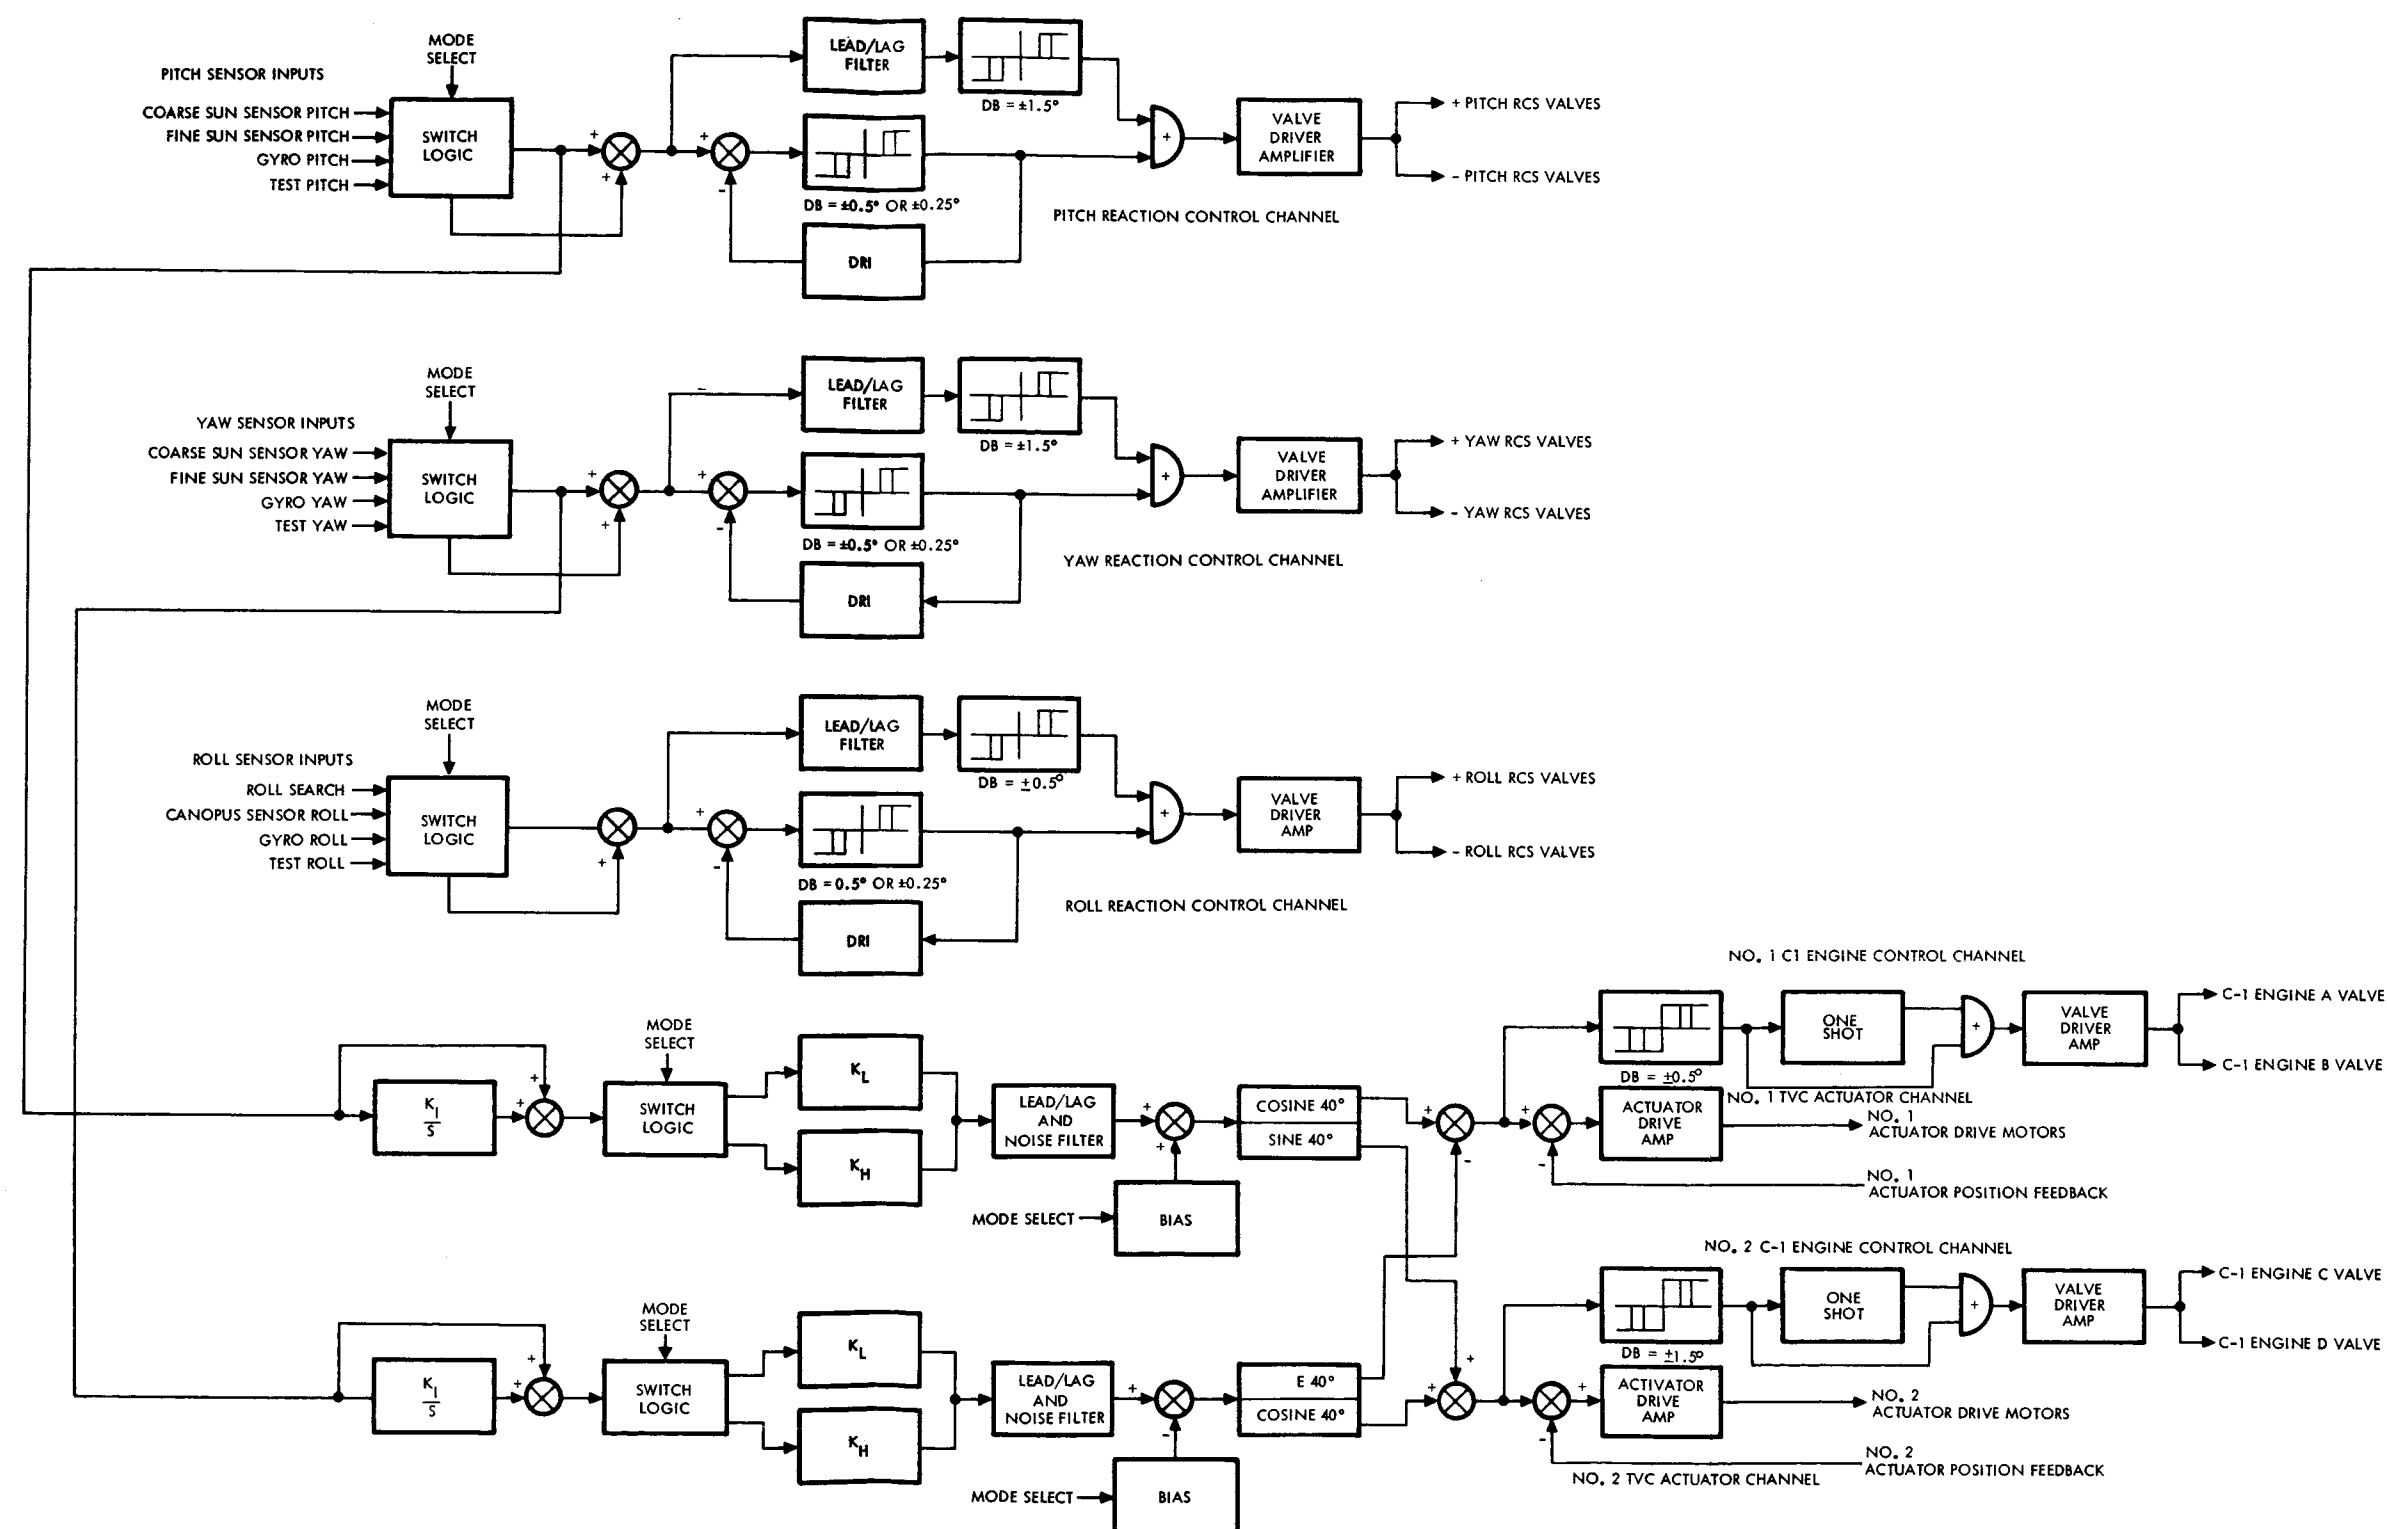 MODE
SELECT
PITCH SENSOR INPUTS
COARSE SUN SENSOR PITCH
FINE SUN SENSOR PITCH
GYRO PITCH
TEST PITCH
SWITCH
LOGIC
+
+
+
-
LEAD/LAG
FILTER
DB = ±1.5°
DB = ±0.5° OR ±0.25°
DRI
+
VALVE
DRIVER
AMPLIFIER
+ PITCH RCS VALVES
- PITCH RCS VALVES
PITCH REACTION CONTROL CHANNEL
MODE
SELECT
YAW SENSOR INPUTS
COARSE SUN SENSOR YAW
FINE SUN SENSOR YAW
GYRO YAW
TEST YAW
SWITCH
LOGIC
+
+
+
-
-
LEAD/LAG
FILTER
DB = ±1.5°
DB = ±0.5° OR ±0.25°
DRI
+
VALVE
DRIVER
AMPLIFIER
+ YAW RCS VALVES
- YAW RCS VALVES
YAW REACTION CONTROL CHANNEL
MODE
SELECT
ROLL SENSOR INPUTS
ROLL SEARCH
CANOPUS SENSOR ROLL
GYRO ROLL
TEST ROLL
SWITCH
LOGIC
+
+
-
LEAD/LAG
FILTER
DB = ±0.5°
DB = 0.5° OR ±0.25°
DRI
+
VALVE
DRIVER
AMP
+ ROLL RCS VALVES
- ROLL RCS VALVES
ROLL REACTION CONTROL CHANNEL
K I
S
+
+
MODE
SELECT
SWITCH
LOGIC
K L
K H
LEAD/LAG
AND
NOISE FILTER
+
+
MODE SELECT
BIAS
COSINE 40°
SINE 40°
+
-
+
-
NO. 1 C1 ENGINE CONTROL CHANNEL
DB = ±0.5°
ONE
SHOT
+
VALVE
DRIVER
AMP
C-1 ENGINE A VALVE
C-1 ENGINE B VALVE
NO. 1 TVC ACTUATOR CHANNEL
ACTUATOR
DRIVE
AMP
NO. 1
ACTUATOR DRIVE MOTORS
NO. 1
ACTUATOR POSITION FEEDBACK
K I
S
+
+
MODE
SELECT
SWITCH
LOGIC
K L
K H
LEAD/LAG
AND
NOISE FILTER
+
-
MODE SELECT
BIAS
E 40°
COSINE 40°
+
+
+
-
NO. 2 C-1 ENGINE CONTROL CHANNEL
DB = ±1.5°
ONE
SHOT
+
VALVE
DRIVER
AMP
C-1 ENGINE C VALVE
C-1 ENGINE D VALVE
ACTIVATOR
DRIVE
AMP
NO. 2
ACTUATOR DRIVE MOTORS
NO. 2
ACTUATOR POSITION FEEDBACK
NO. 2 TVC ACTUATOR CHANNEL